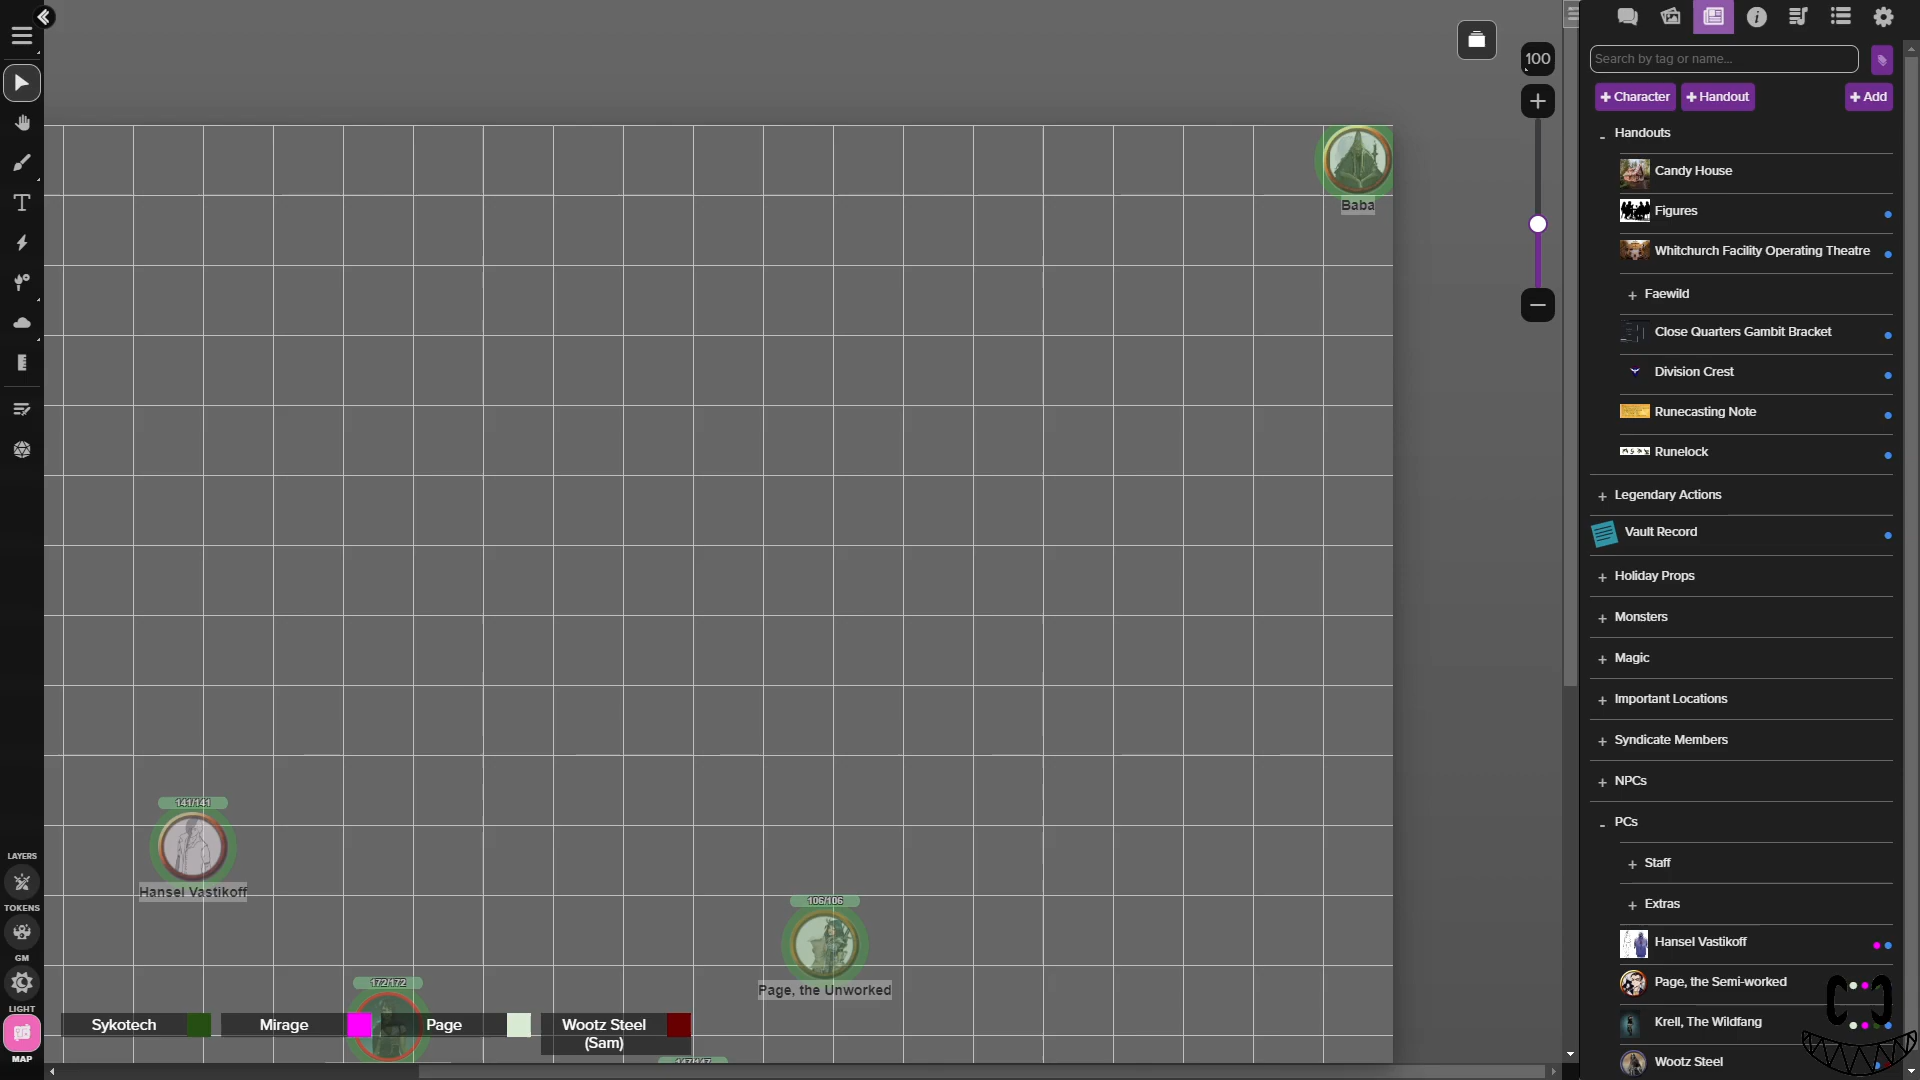 100
Search by tag or name...
+ Character
+ Handout
+ Add
- Handouts
Candy House
Figures
Whitchurch Facility Operating Theatre
+ Faewild
Close Quarters Gambit Bracket
Division Crest
Runecasting Note
Runelock
+ Legendary Actions
Vault Record
+ Holiday Props
+ Monsters
+ Magic
+ Important Locations
+ Syndicate Members
+ NPCs
- PCs
+ Staff
+ Extras
Hansel Vastikoff
Page, the Semi-worked
Krell, The Wildfang
Wootz Steel
Baba
141/141
Hansel Vastikoff
106/106
Page, the Unworked
172/172
147/147
LAYERS
TOKENS
GM
LIGHT
MAP
Sykotech
Mirage
Page
Wootz Steel
(Sam)